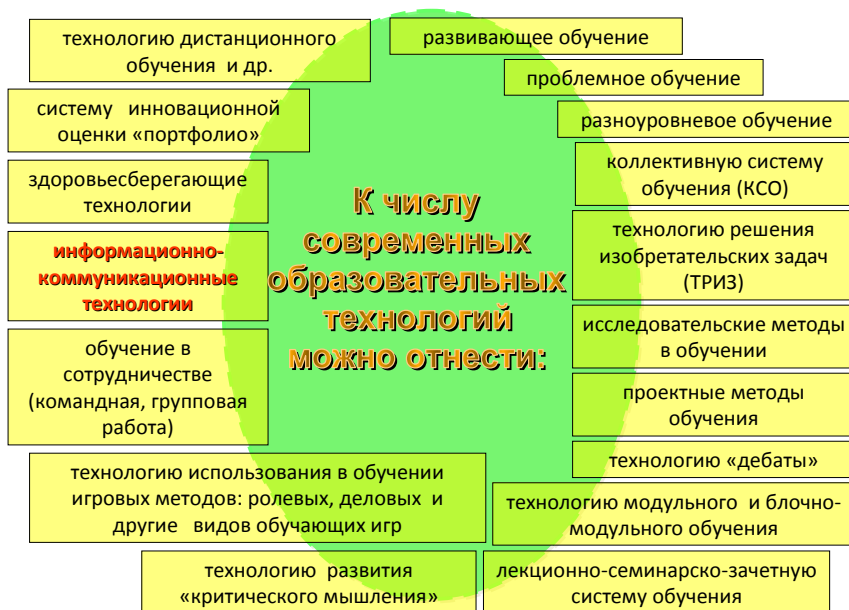 К числу
современных
образовательных
технологий
можно отнести:
развивающее обучение
проблемное обучение
разноуровневое обучение
коллективную систему
обучения (КСО)
технологию решения
изобретательских задач
(ТРИЗ)
исследовательские методы
в обучении
проектные методы
обучения
технологию «дебаты»
технологию модульного и блочно-
модульного обучения
лекционно-семинарско-зачетную
систему обучения
технологию развития
«критического мышления»
технологию использования в обучении
игровых методов: ролевых, деловых и
другие видов обучающих игр
обучение в
сотрудничестве
(командная, групповая
работа)
информационно-
коммуникационные
технологии
здоровьесберегающие
технологии
систему инновационной
оценки «портфолио»
технологию дистанционного
обучения и др.